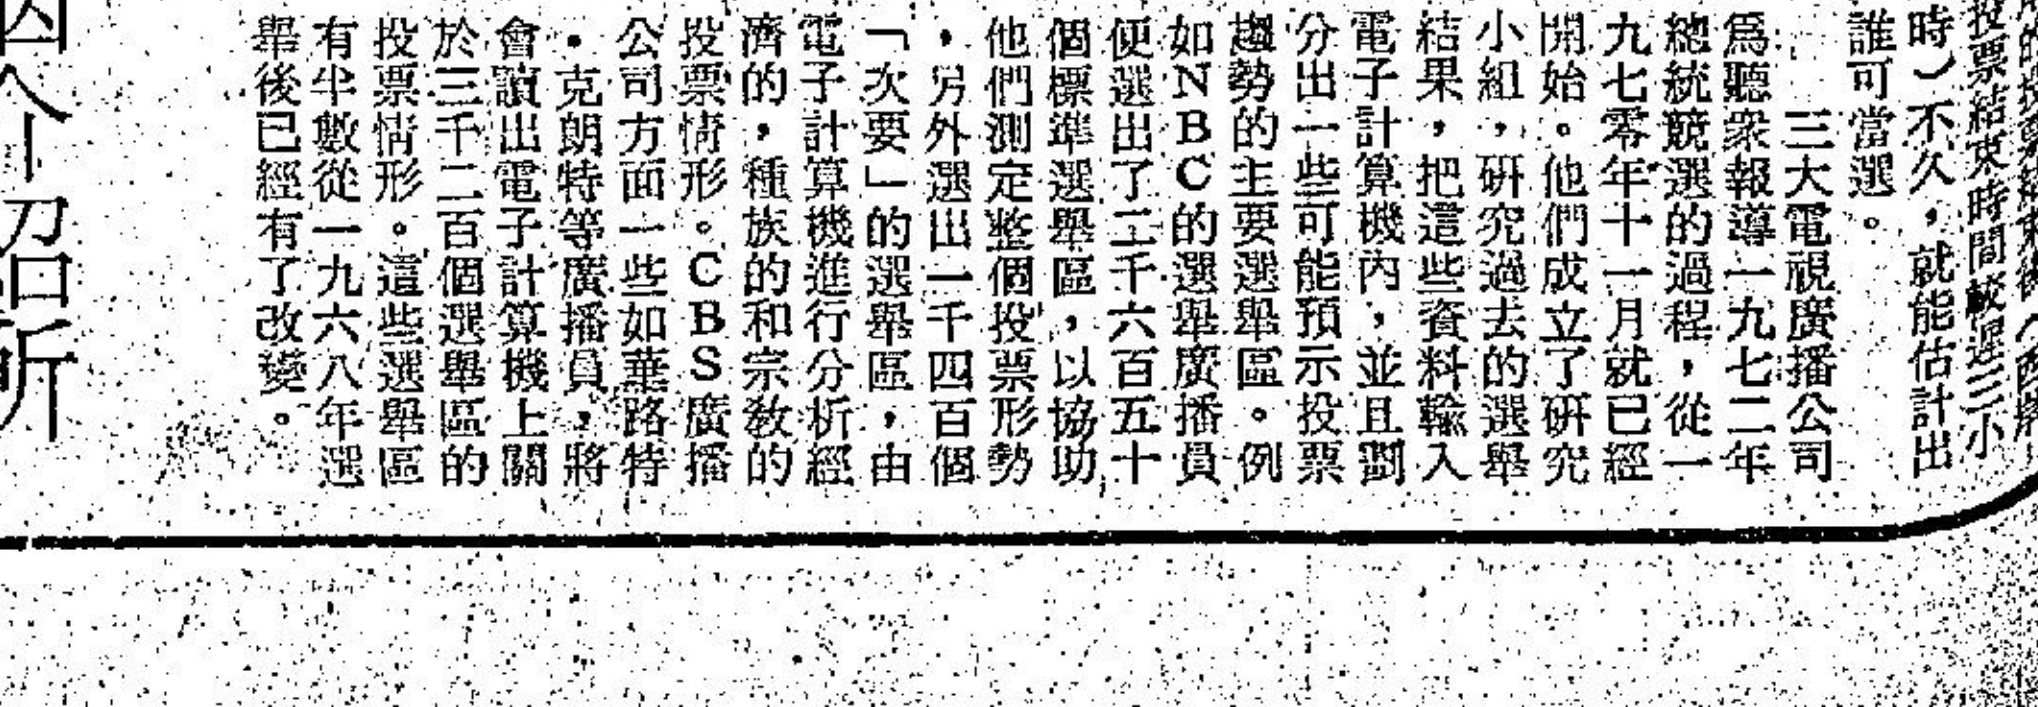 投票結束時間較遲三小
時)不久，就能估計出
誰可當選。
三大電視廣播公司
爲聽衆報導一九七二年
總統競選的過程，從一
九七零年十一月就已經
開始。他們成立了研究
小組，研究過去的選舉
結果，把這些資料輸入
電子計算機內，並且劃
分出一些可能預示投票
趨勢的主要選舉區。例
如NBC的選舉廣播員
便選出了二千六百五十
個標準選舉區，以協助
他們測定整個投票形勢
，另外選出一千四百個
「次要」的選舉區，由
電子計算機進行分析經
濟的，種族的和宗教的
投票情形。CBS廣播
公司方面一些如華路特
·克朗特等廣播員，將
會讀出電子計算機上關
於三千二百個選舉區的
投票情形。這些選舉區
有半數從一九六八年選
舉後已經有了改變。